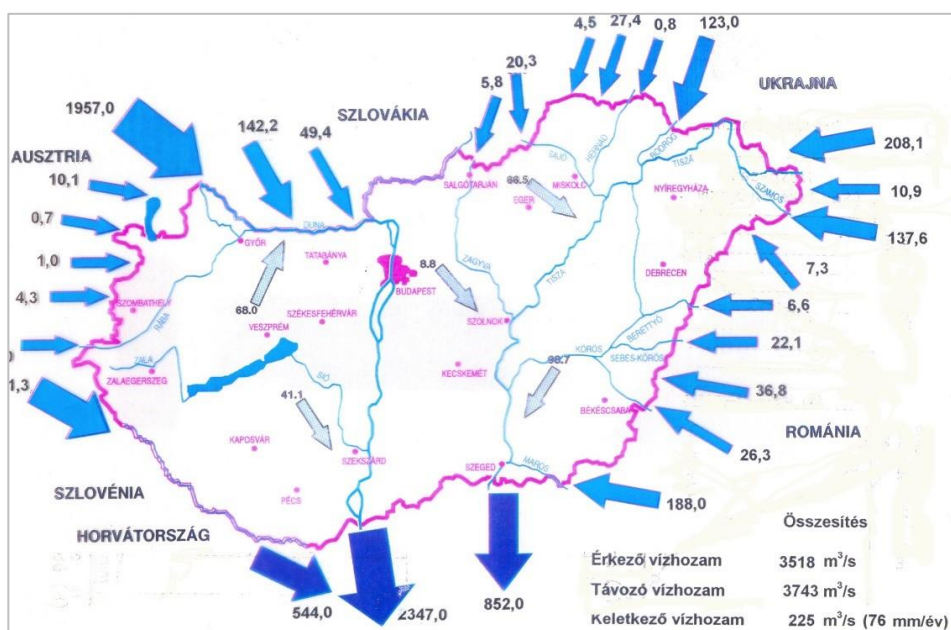 4,5
27,4
0,8
123,0
20,3
5,8
UKRAJNA
1957,0
142,2
49,4
SZLOVÁKIA
208,1
AUSZTRIA
10,1
10,9
0,7
137,6
1,0
7,3
4,3
6,6
22,1
0
36,8
1,3
ROMÁNIA
26,3
188,0
SZLOVÉNIA
HORVÁTORSZÁG
544,0
2347,0
852,0
SAJÓ
HERNÁD
BODROG
TISZA
SALGÓTARJÁN
MISKOLC
EGER
NYÍREGYHÁZA
SZAMOS
DUNA
GYŐR
TATABÁNYA
BUDAPEST
8.8
ZAGYVA
TISZA
DEBRECEN
SZOMBATHELY
RÁBA
68.0
VESZPRÉM
SZÉKESFEHÉRVÁR
SZOLNOK
BERETTYÓ
KÖRÖS
SEBES-KÖRÖS
ZALA
ZALAEGERSZEG
SIÓ
KECSKEMÉT
41.1
BÉKÉSCSABA
KAPOSVÁR
SZEKSZÁRD
SZEGED
MAROS
PÉCS
Összesítés
Érkező vízhozam 3518 m³/s
Távozó vízhozam 3743 m³/s
Keletkező vízhozam 225 m³/s (76 mm/év)